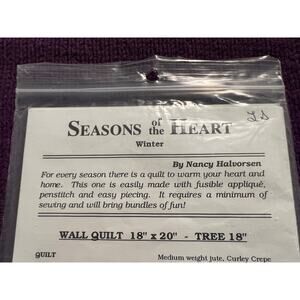 SEASONS of the HEART
Winter
By Nancy Halvorsen
For every season there is a quilt to warm your heart and
home. This one is easily made with fusible appliqué,
penstitch and easy piecing. It requires a minimum of
sewing and will bring bundles of fun!
WALL QUILT 18" x 20" - TREE 18"
QUILT
Medium weight jute, Curley Crepe